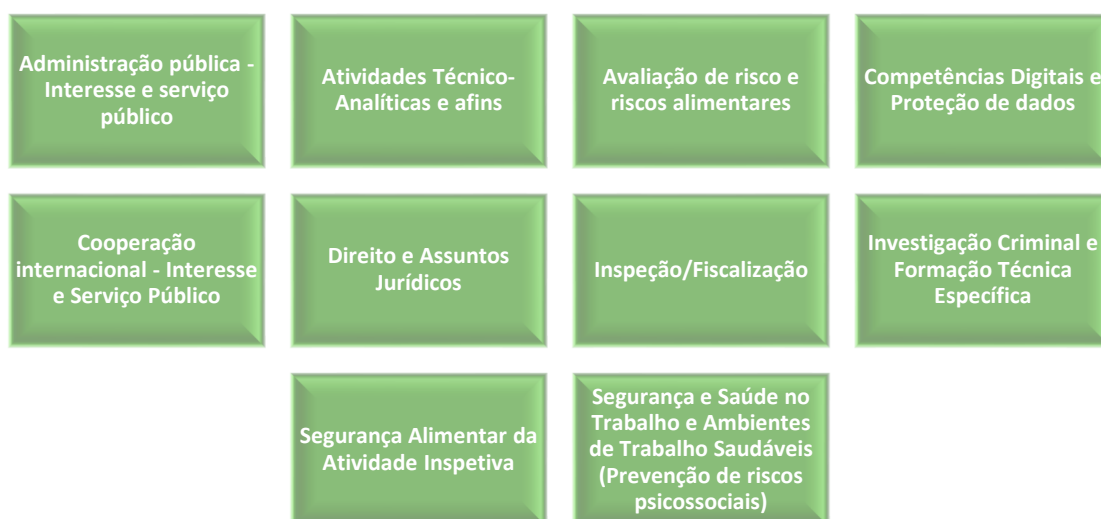 Administração pública -
Interesse e serviço
público
Atividades Técnico-
Analíticas e afins
Avaliação de risco e
riscos alimentares
Competências Digitais e
Proteção de dados
Cooperação
internacional - Interesse
e Serviço Público
Direito e Assuntos
Jurídicos
Inspeção/Fiscalização
Investigação Criminal e
Formação Técnica
Específica
Segurança Alimentar da
Atividade Inspetiva
Segurança e Saúde no
Trabalho e Ambientes
de Trabalho Saudáveis
(Prevenção de riscos
psicossociais)